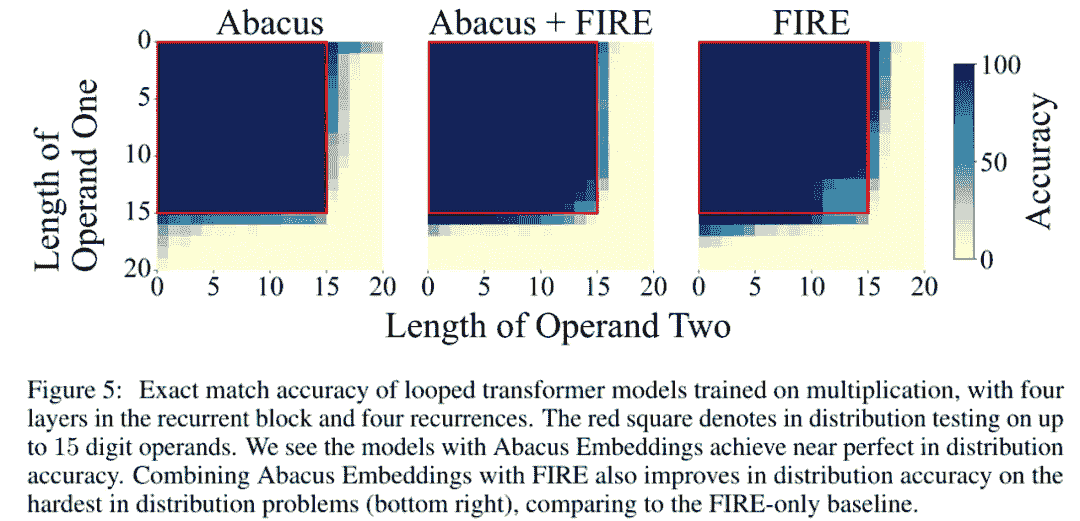 Abacus Abacus + FIRE FIRE
0
5
10
15
20
Length of
Operand One
0 5 10 15 20 0 5 10 15 20 0 5 10 15 20
Length of Operand Two
100
50
0
Accuracy
Figure 5: Exact match accuracy of looped transformer models trained on multiplication, with four
layers in the recurrent block and four recurrences. The red square denotes in distribution testing on up
to 15 digit operands. We see the models with Abacus Embeddings achieve near perfect in distribution
accuracy. Combining Abacus Embeddings with FIRE also improves in distribution accuracy on the
hardest in distribution problems (bottom right), comparing to the FIRE-only baseline.